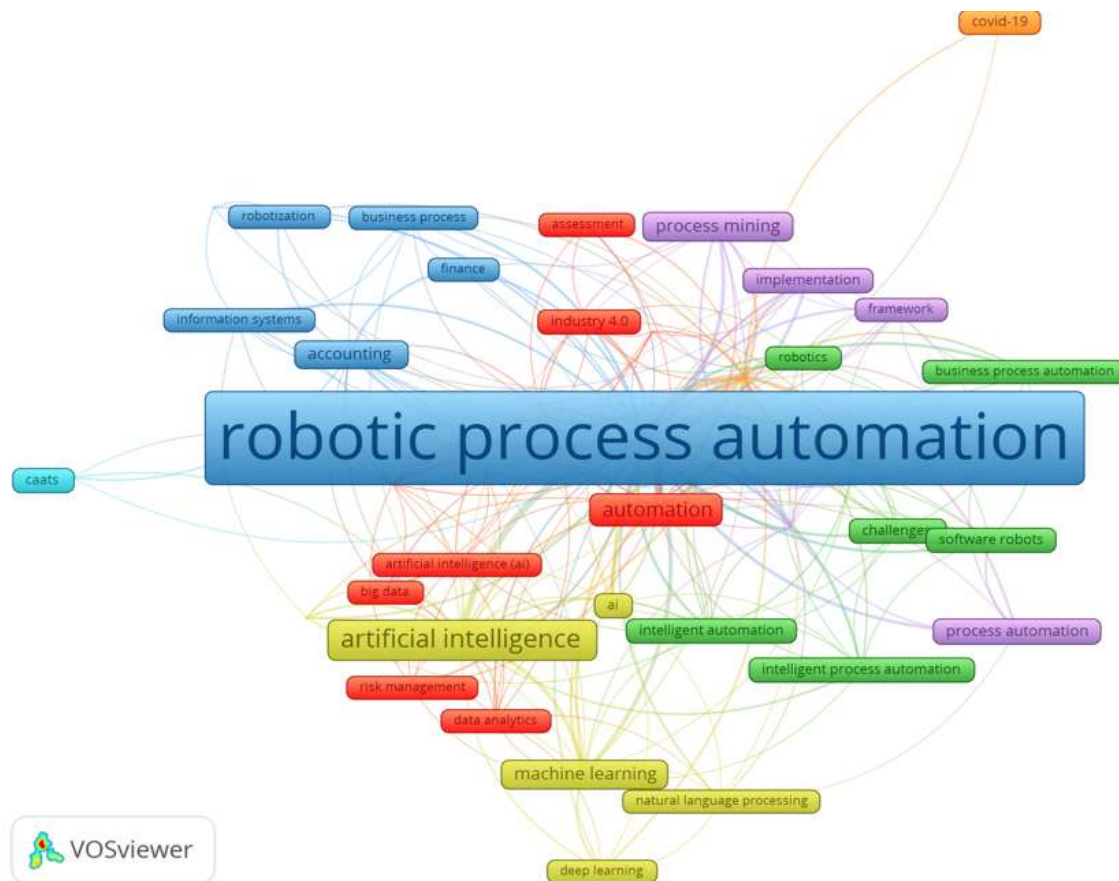 covid-19
robotization
business process
assessment
process mining
finance
implementation
information systems
industry 4.0
framework
accounting
robotics
business process automation
robotic process automation
caats
automation
challenges
software robots
artificial intelligence (ai)
big data
ai
artificial intelligence
intelligent automation
process automation
intelligent process automation
risk management
data analytics
machine learning
natural language processing
VOSviewer
deep learning